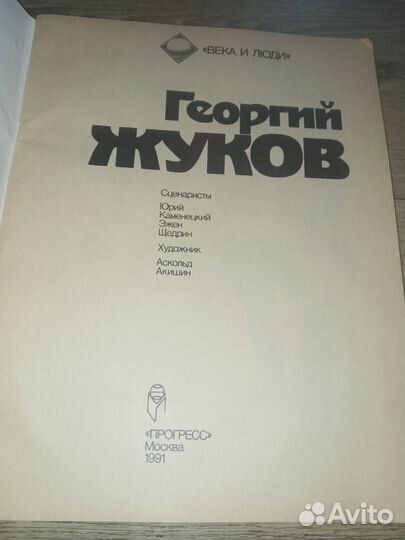 «ВЕКА И ЛЮДИ»
Георгий
ЖУКОВ
Сценаристы
Юрий
Каменецкий
Эжен
Щедрин
Художник
Аскольд
Акишин
«ПРОГРЕСС»
Москва
1991
Avito